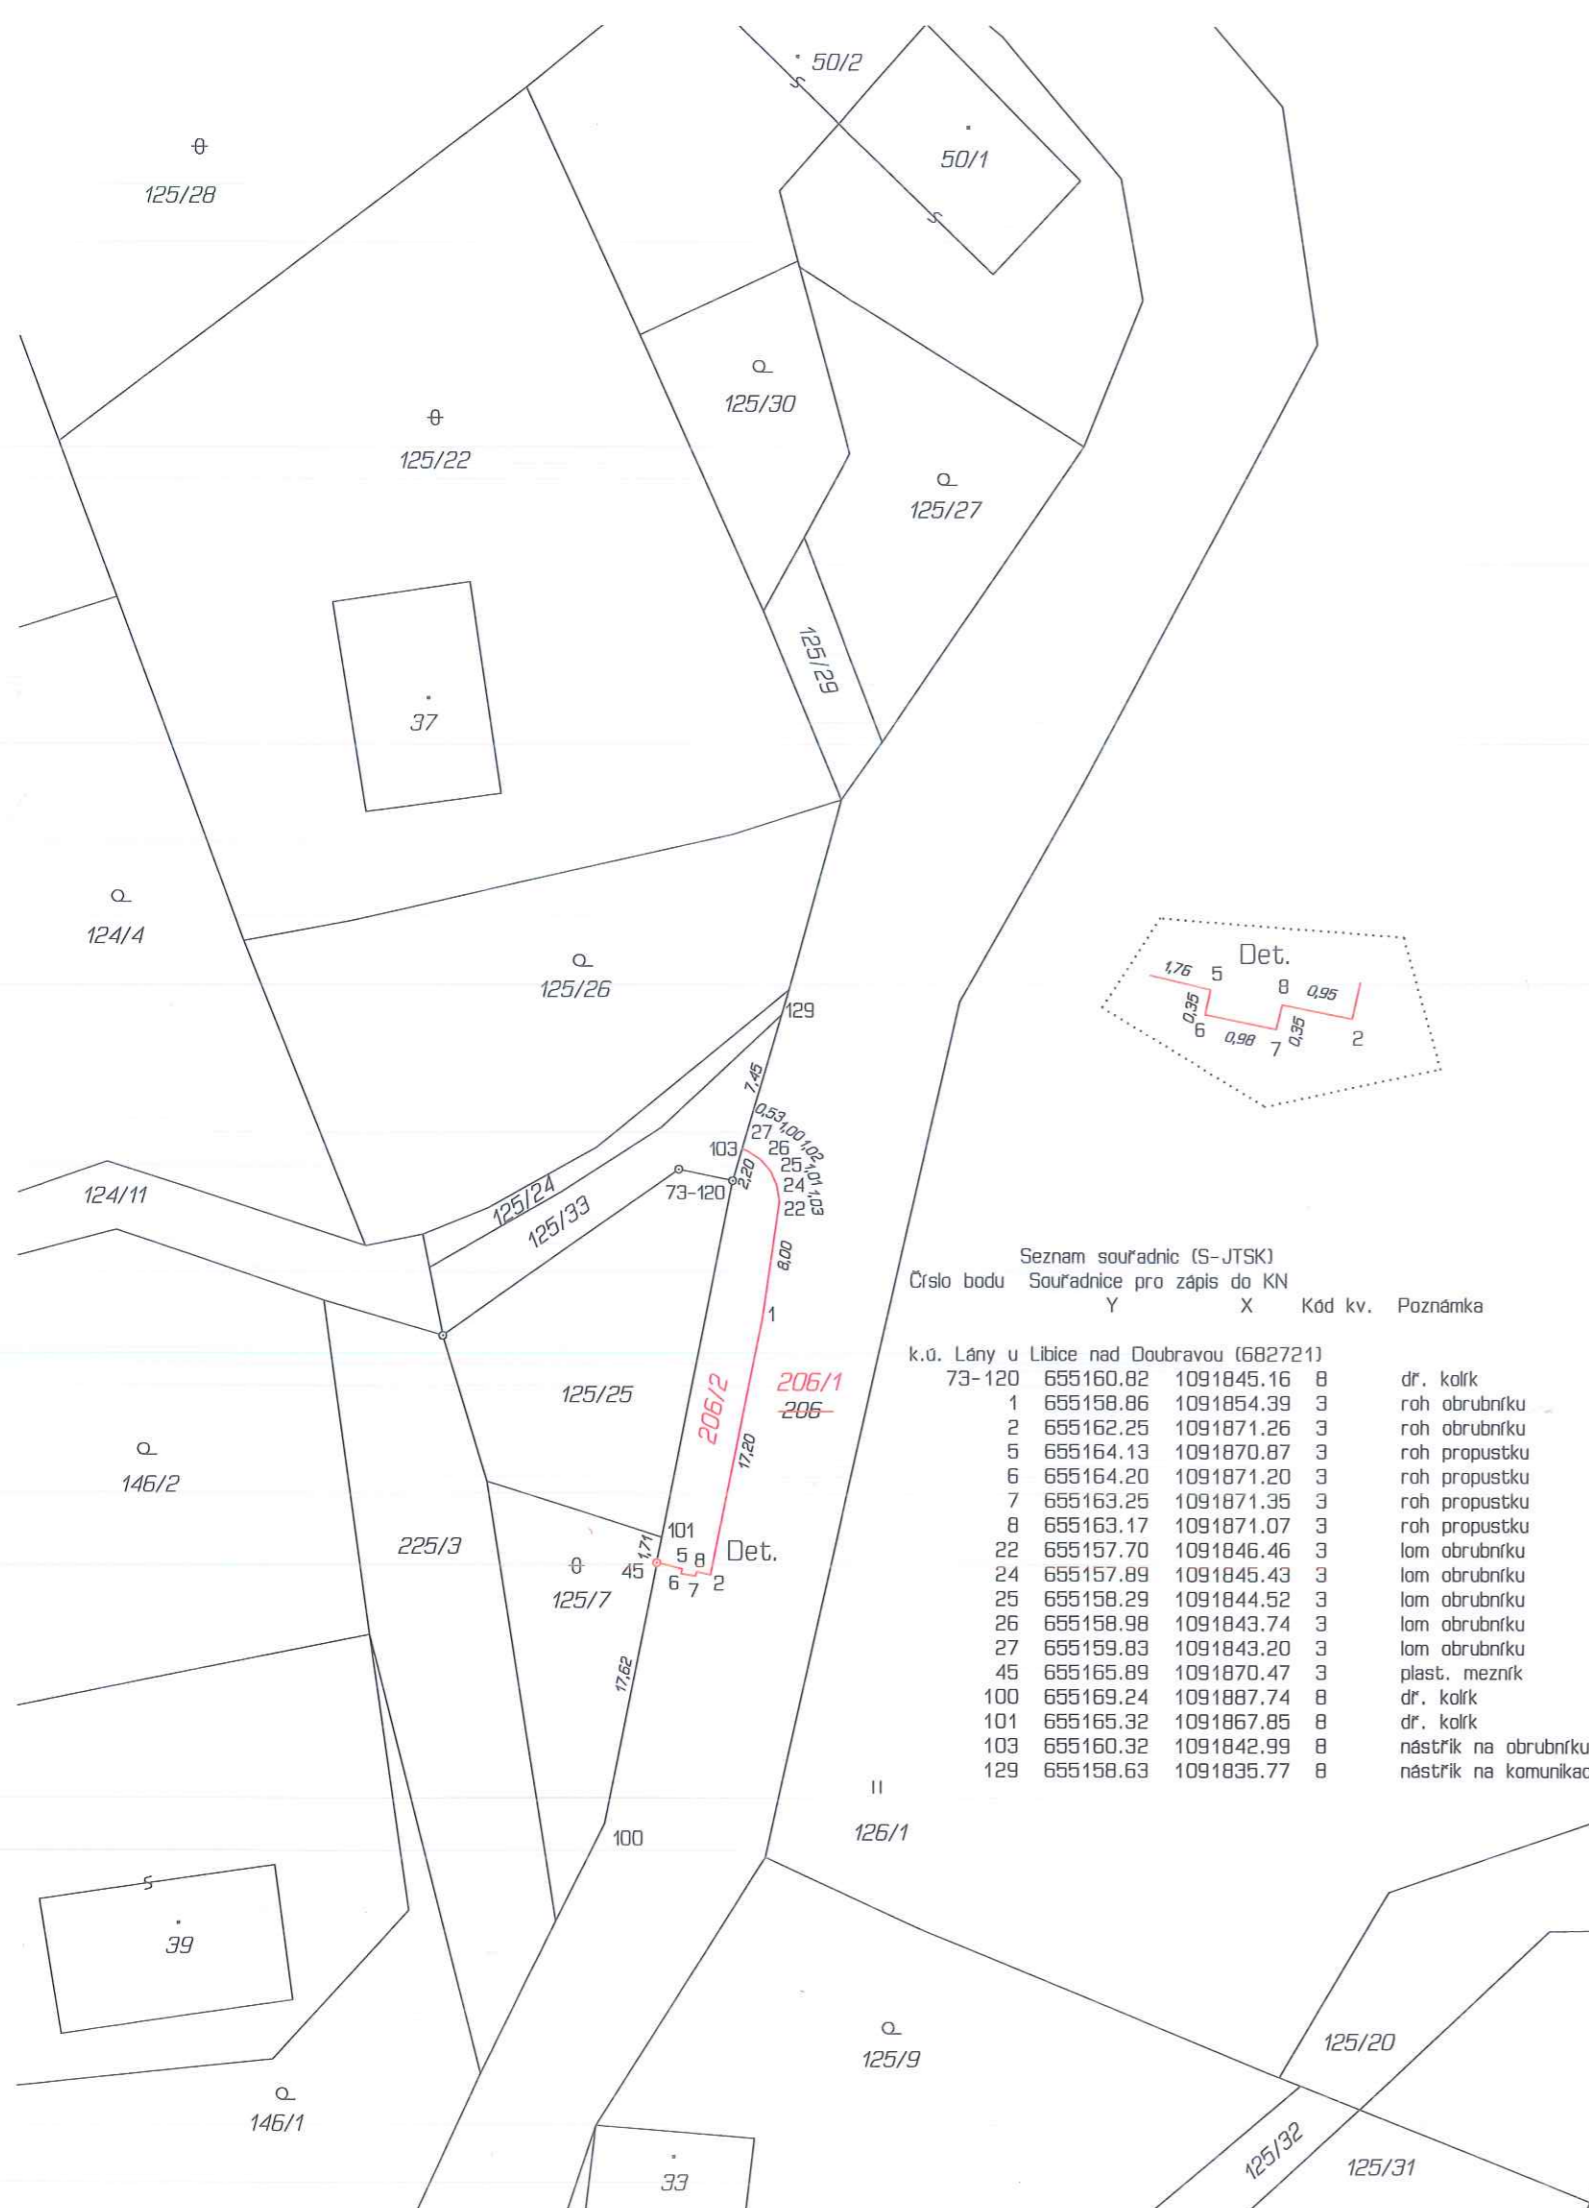 50/2
50/1
125/28
125/30
125/22
125/27
125/29
37
124/4
125/26
129
Det.
1,76 5
8 0,95
0,35
6 0,98 7 0,35 2
7,45
0,53 1,00 1,02 1,01 1,03
27
103 26
25
24
22
73-120 2,20
124/11
125/24
125/33
8,00
1
Seznam souřadnic (S-JTSK)
Číslo bodu Souřadnice pro zápis do KN
Y X Kód kv. Poznámka
k.ú. Lány u Libice nad Doubravou (682721)
73-120 655160.82 1091845.16 8 dř. kolík
1 655158.86 1091854.39 3 roh obrubníku
2 655162.25 1091871.26 3 roh obrubníku
5 655164.13 1091870.87 3 roh propustku
6 655164.20 1091871.20 3 roh propustku
7 655163.25 1091871.35 3 roh propustku
8 655163.17 1091871.07 3 roh propustku
22 655157.70 1091846.46 3 lom obrubníku
24 655157.89 1091845.43 3 lom obrubníku
25 655158.29 1091844.52 3 lom obrubníku
26 655158.98 1091843.74 3 lom obrubníku
27 655159.83 1091843.20 3 lom obrubníku
45 655165.89 1091870.47 3 plast. mezník
100 655169.24 1091887.74 8 dř. kolík
101 655165.32 1091867.85 8 dř. kolík
103 655160.32 1091842.99 8 nástřik na obrubníku
129 655158.63 1091835.77 8 nástřik na komunikac
125/25
206/2
206/1
206
17,20
146/2
225/3
1,71
101
5 8 Det.
45
6 7 2
125/7
17,62
100
126/1
39
125/9
125/20
146/1
33
125/32
125/31